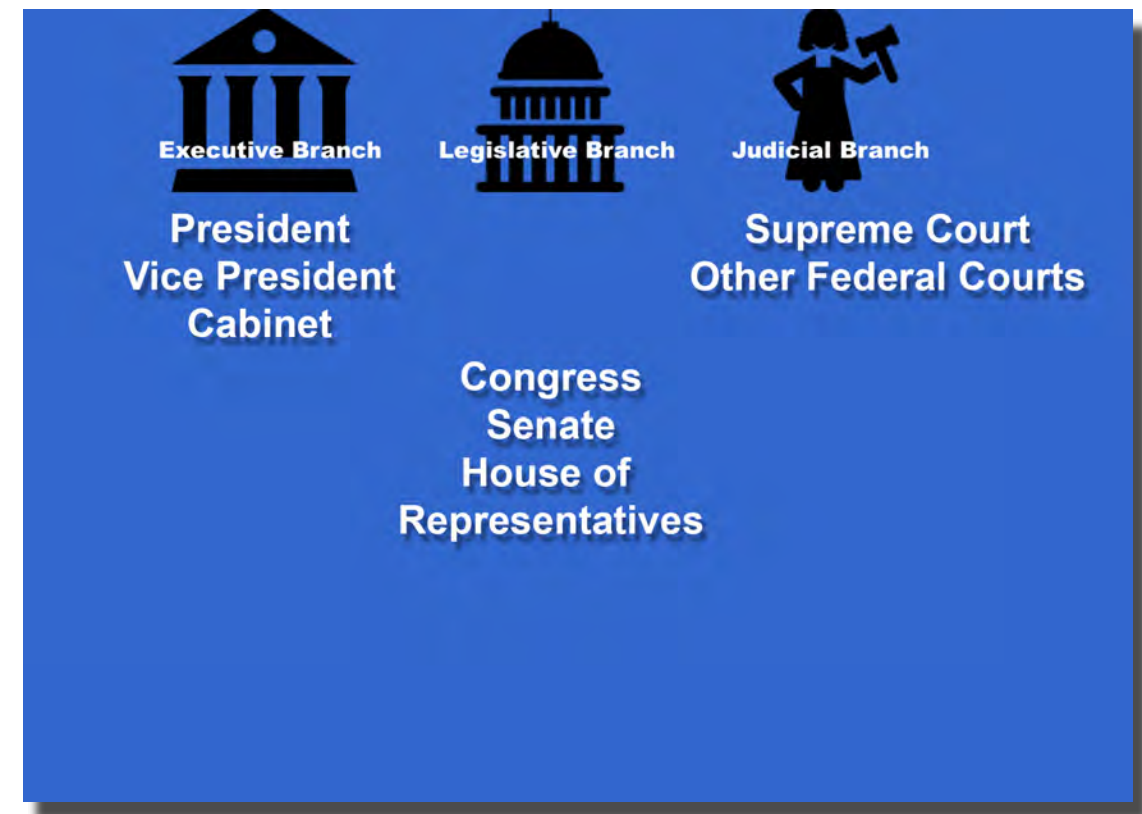 Executive Branch
Legislative Branch
Judicial Branch
President
Vice President
Cabinet
Supreme Court
Other Federal Courts
Congress
Senate
House of
Representatives